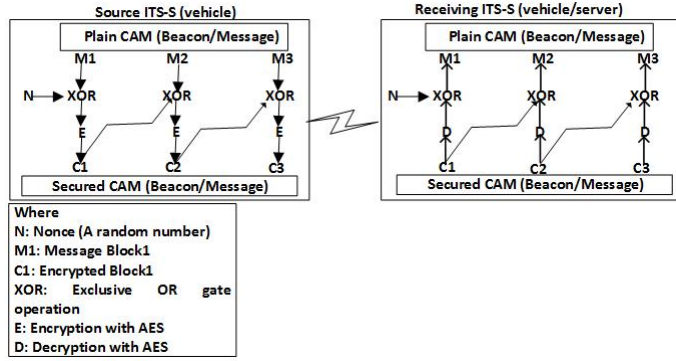 Source ITS-S (vehicle)
Receiving ITS-S (vehicle/server)
Plain CAM (Beacon/Message)
Plain CAM (Beacon/Message)
M1 M2 M3
M1 M2 M3
N XOR XOR XOR
N XOR XOR XOR
E E E
D D D
C1 C2 C3
C1 C2 C3
Secured CAM (Beacon/Message)
Secured CAM (Beacon/Message)
Where
N: Nonce (A random number)
M1: Message Block1
C1: Encrypted Block1
XOR: Exclusive OR gate
operation
E: Encryption with AES
D: Decryption with AES